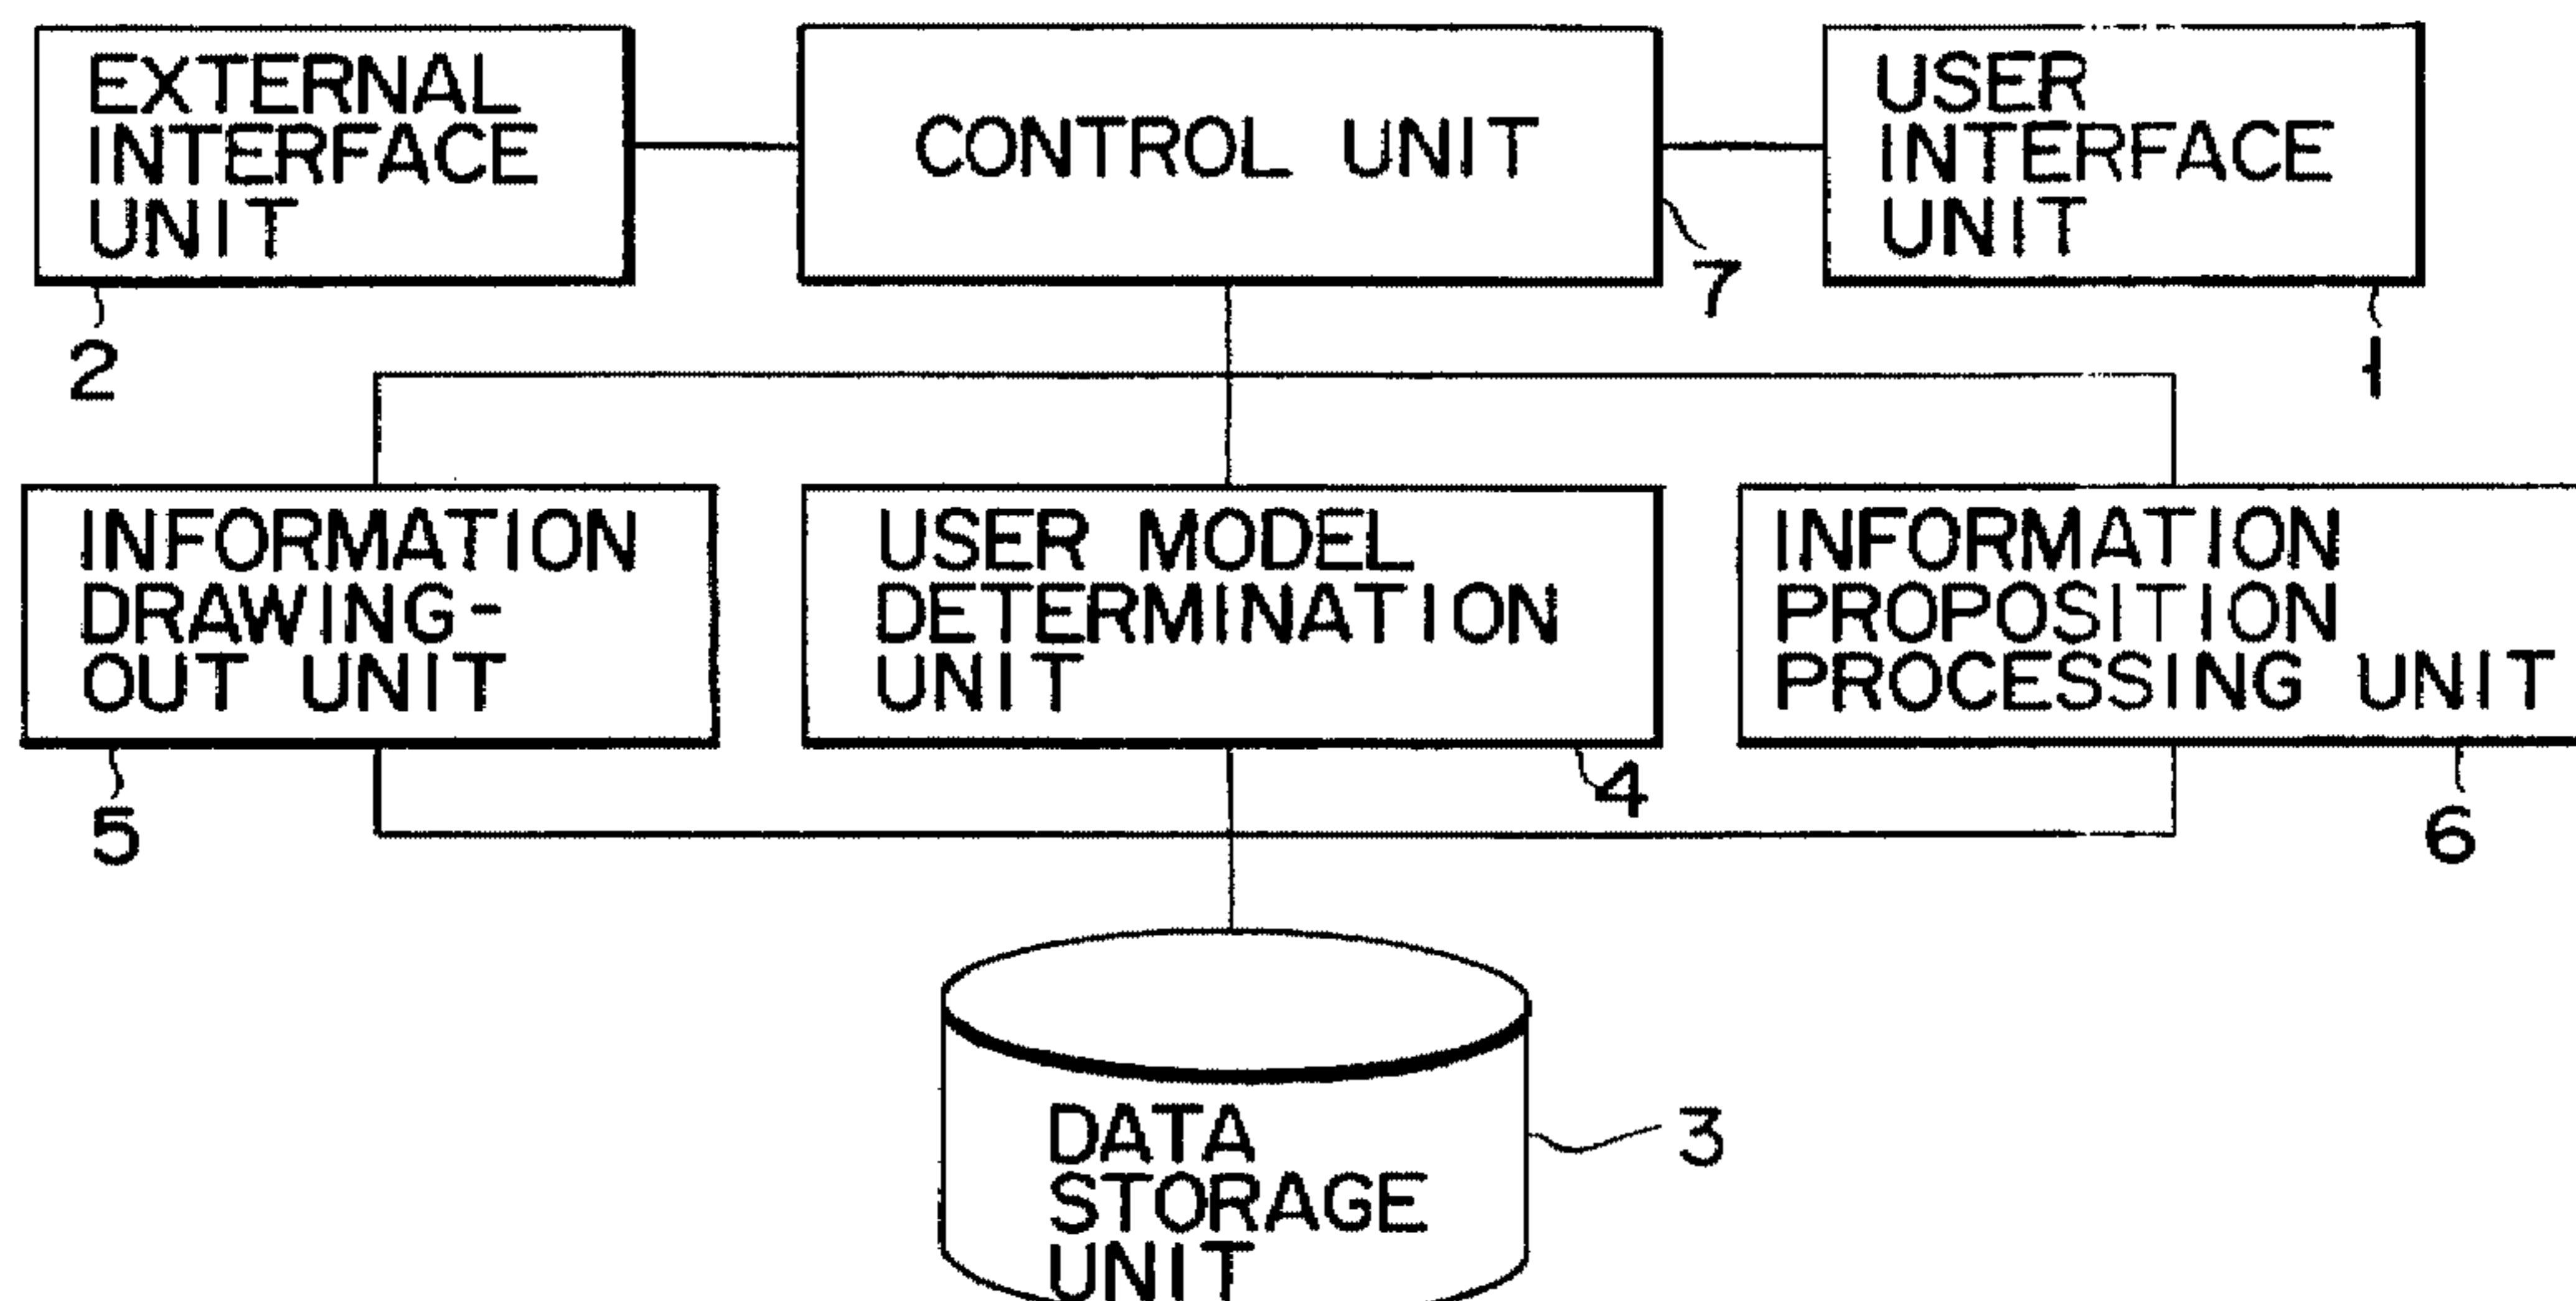 EXTERNAL
INTERFACE
UNIT
CONTROL UNIT
USER
INTERFACE
UNIT
2
7
1
INFORMATION
DRAWING-
OUT UNIT
USER MODEL
DETERMINATION
UNIT
INFORMATION
PROPOSITION
PROCESSING UNIT
5
4
6
DATA
STORAGE
UNIT
3